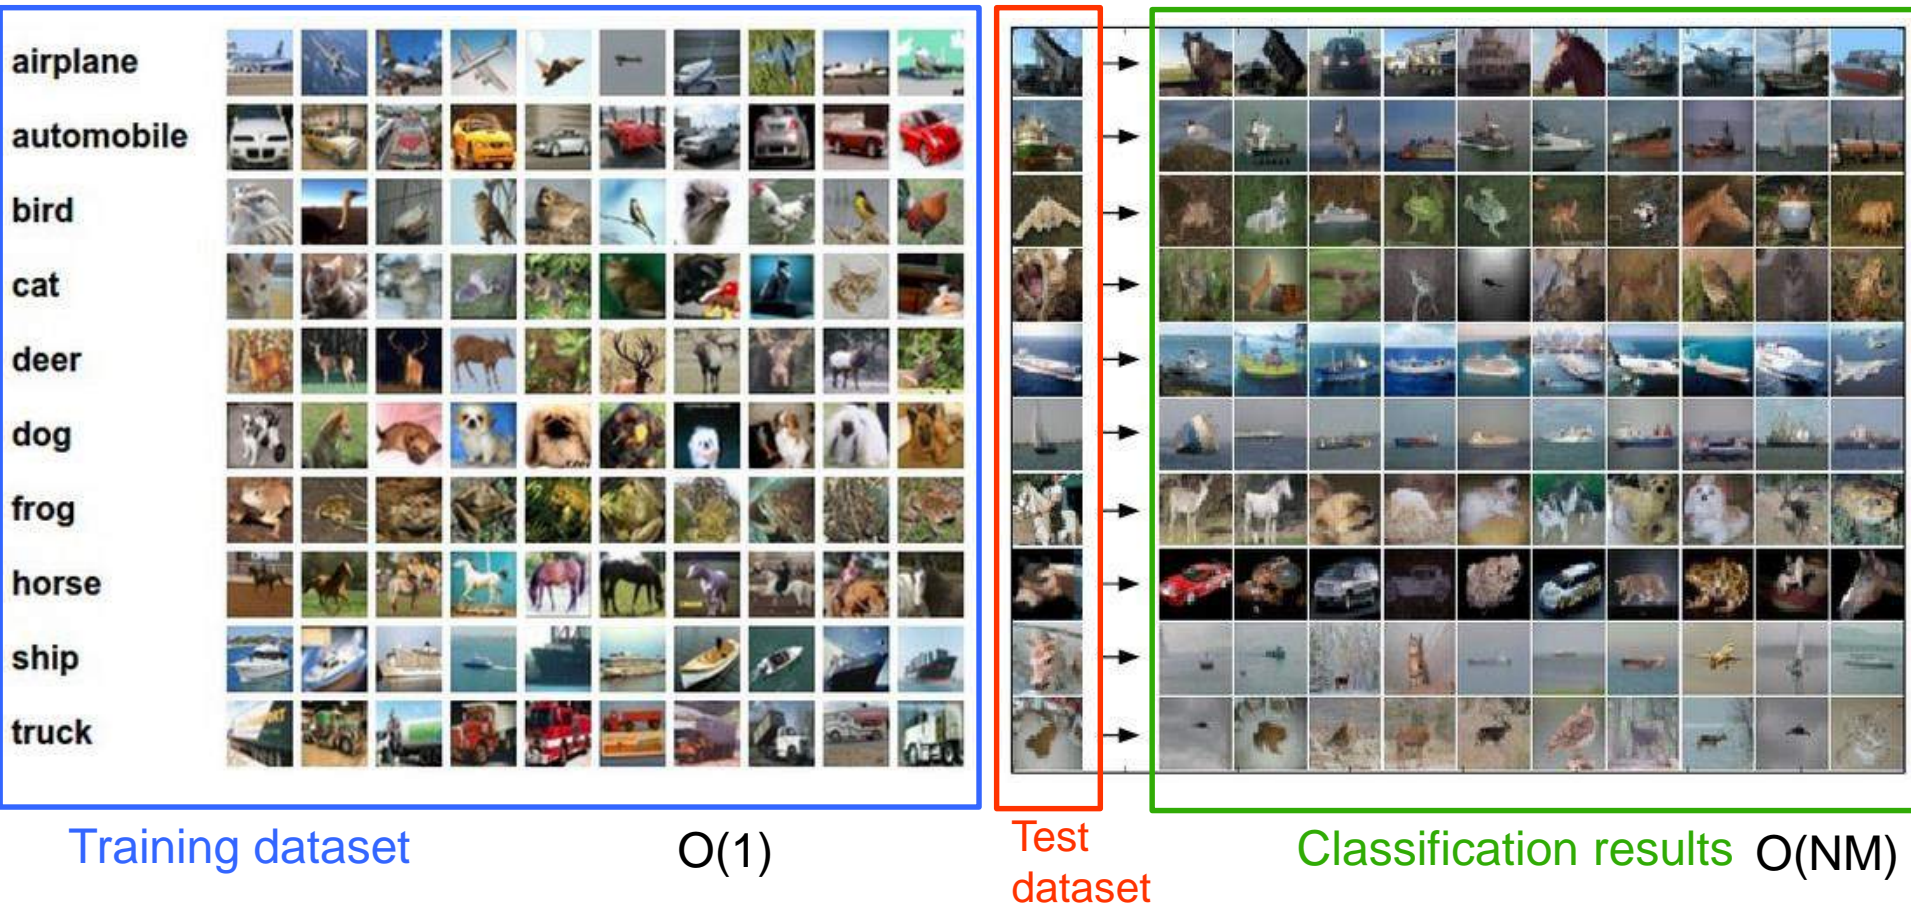 airplane
automobile
bird
cat
deer
dog
frog
horse
ship
truck
Training dataset
O(1)
Test
dataset
Classification results
O(NM)